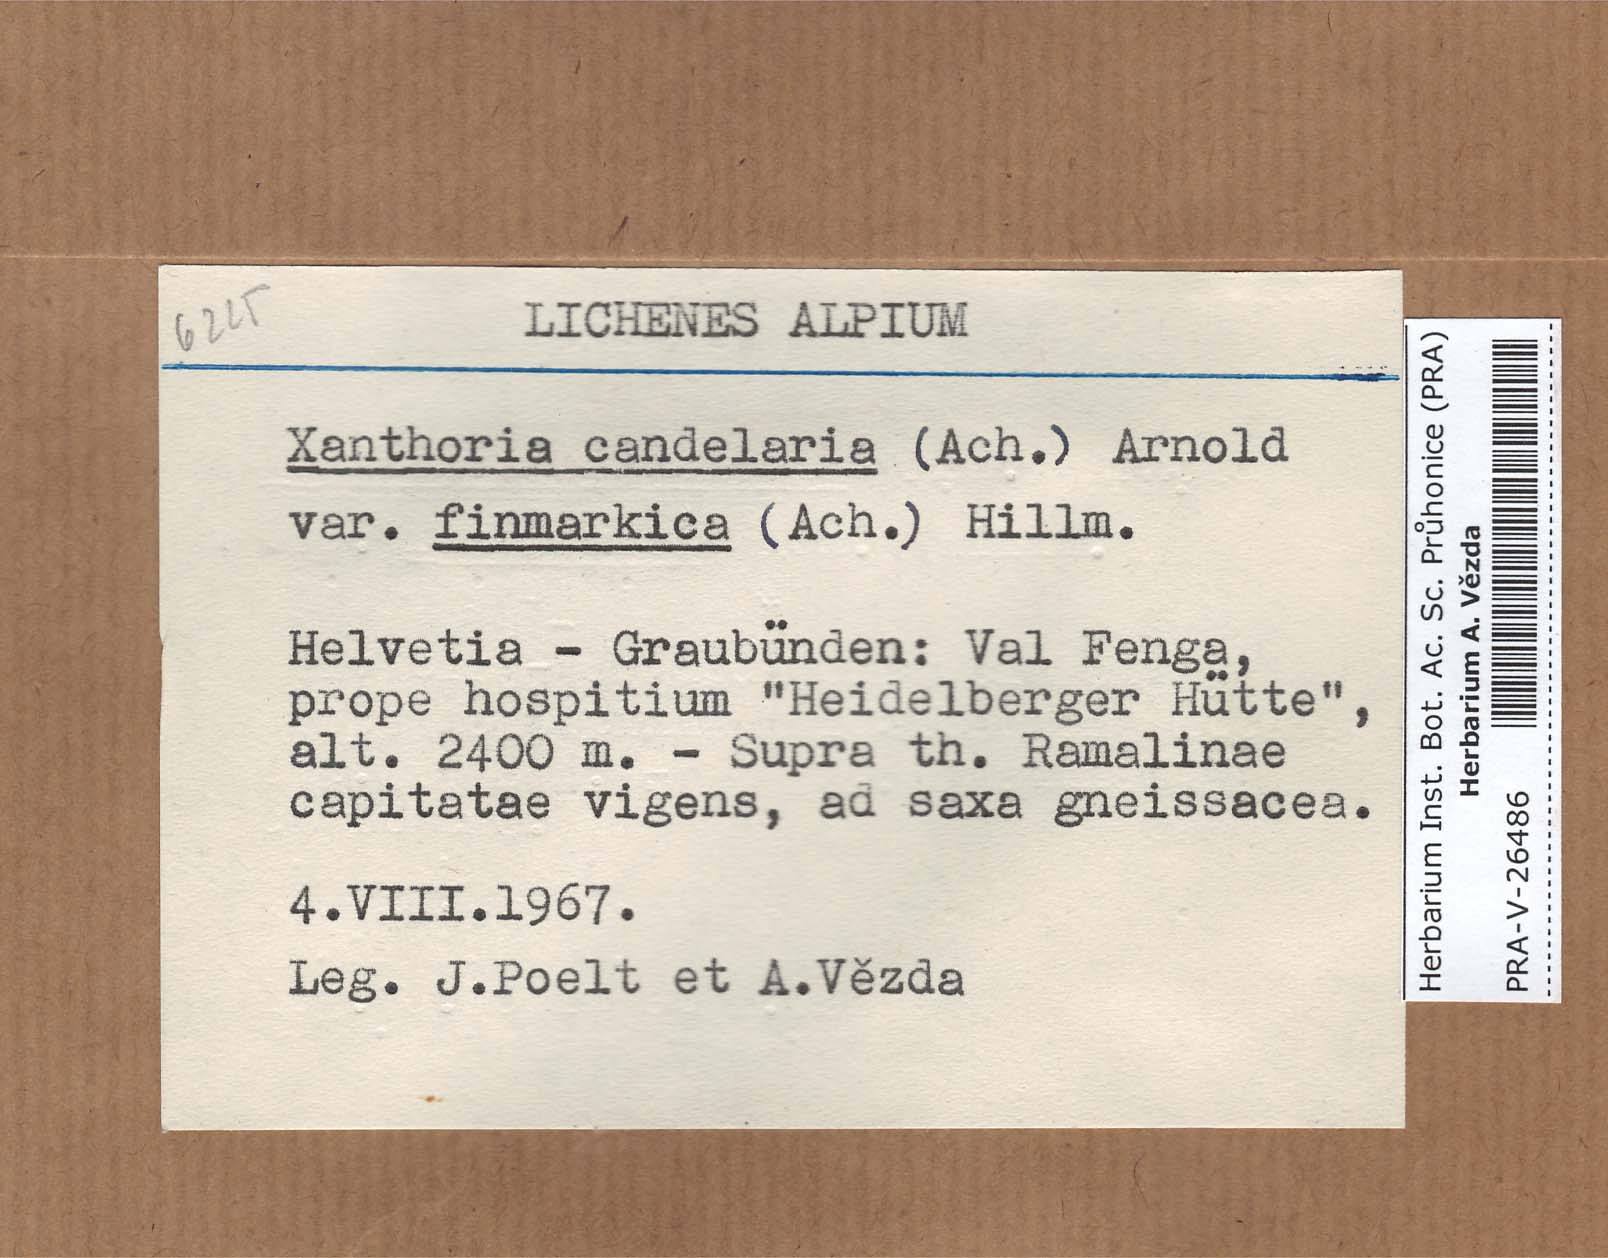 6225
LICHENES ALPIUM
Xanthoria candelaria (Ach.) Arnold
var. finmarkica (Ach.) Hillm.
Helvetia - Graubünden: Val Fenga,
prope hospitium "Heidelberger Hütte",
alt. 2400 m. - Supra th. Ramalinae
capitatae vigens, ad saxa gneissacea.
4.VIII.1967.
Leg. J.Poelt et A.Vězda
Herbarium Inst. Bot. Ac. Sc. Průhonice (PRA)
Herbarium A. Vězda
PRA-V-26486